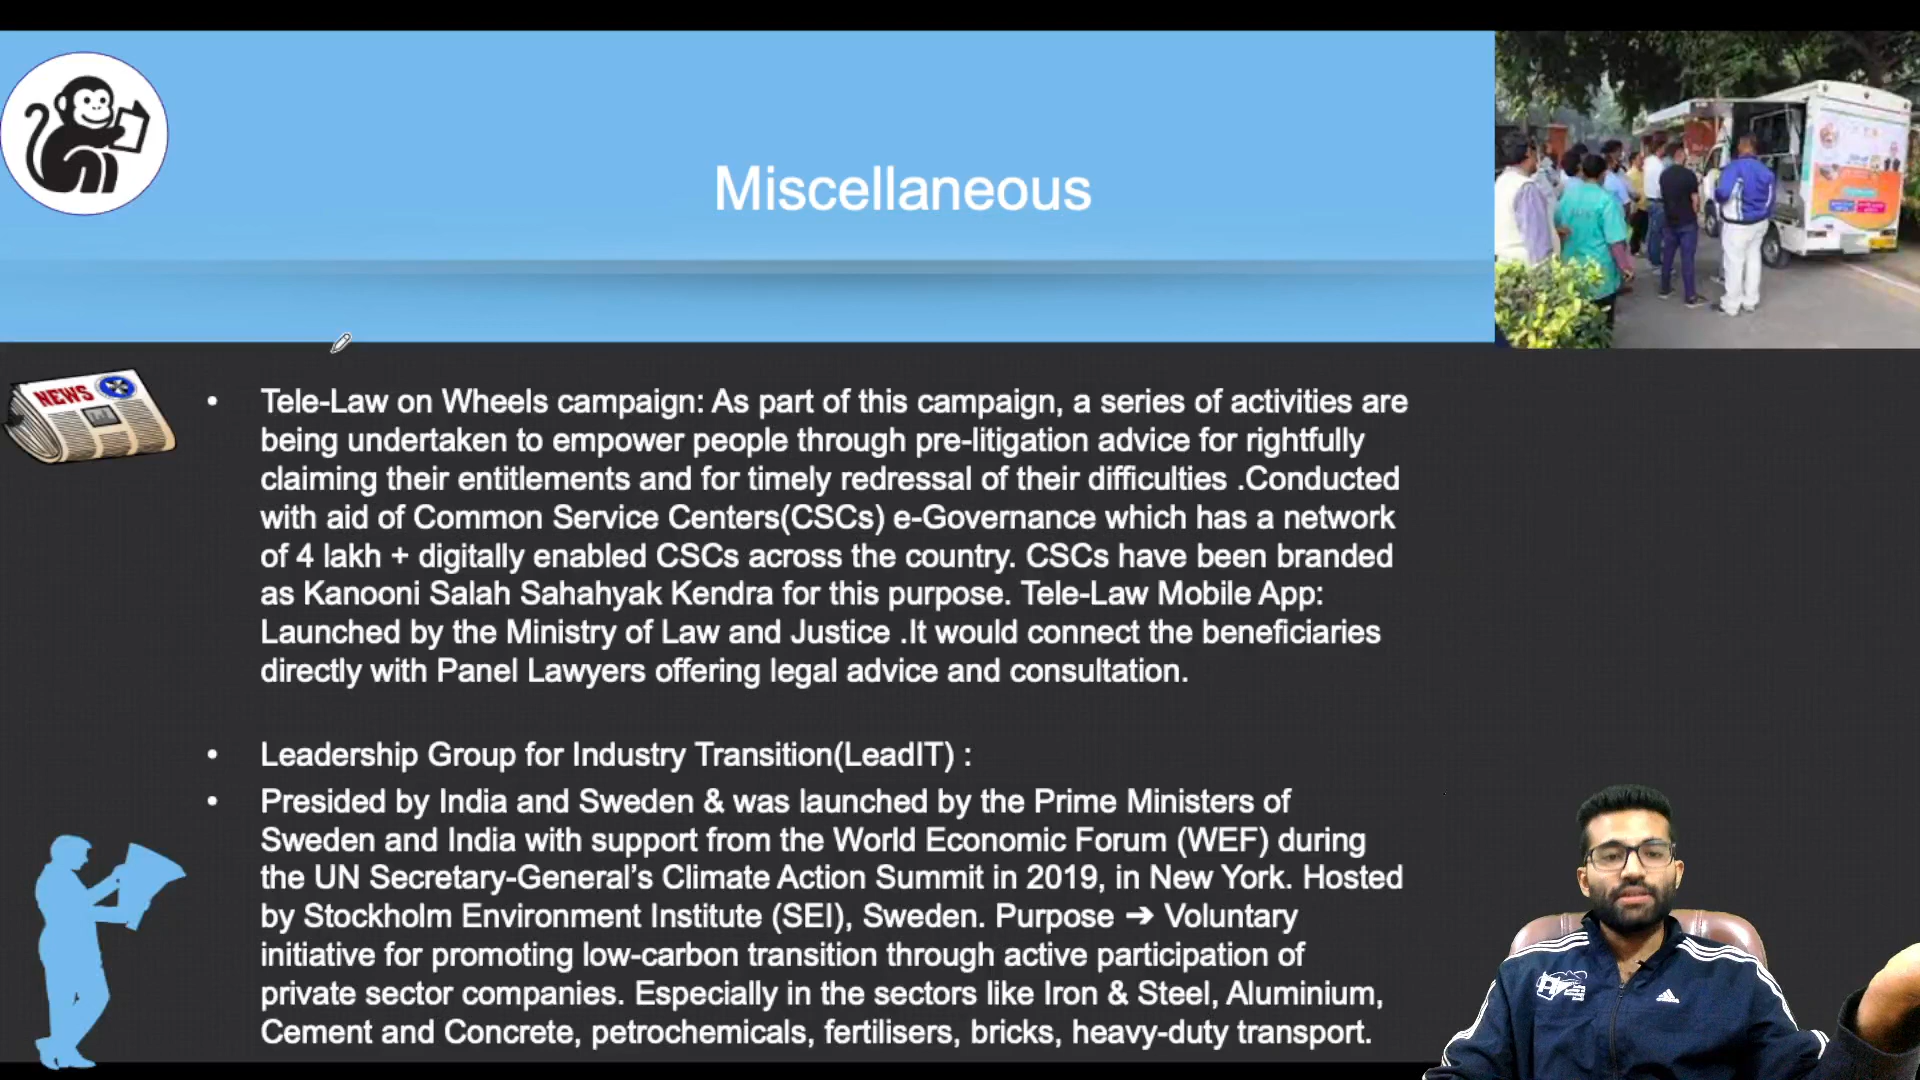 Miscellaneous
NEWS
• Tele-Law on Wheels campaign: As part of this campaign, a series of activities are
being undertaken to empower people through pre-litigation advice for rightfully
claiming their entitlements and for timely redressal of their difficulties .Conducted
with aid of Common Service Centers(CSCs) e-Governance which has a network
of 4 lakh + digitally enabled CSCs across the country. CSCs have been branded
as Kanooni Salah Sahahyak Kendra for this purpose. Tele-Law Mobile App:
Launched by the Ministry of Law and Justice .It would connect the beneficiaries
directly with Panel Lawyers offering legal advice and consultation.
• Leadership Group for Industry Transition(LeadIT) :
• Presided by India and Sweden & was launched by the Prime Ministers of
Sweden and India with support from the World Economic Forum (WEF) during
the UN Secretary-General’s Climate Action Summit in 2019, in New York. Hosted
by Stockholm Environment Institute (SEI), Sweden. Purpose ➔ Voluntary
initiative for promoting low-carbon transition through active participation of
private sector companies. Especially in the sectors like Iron & Steel, Aluminium,
Cement and Concrete, petrochemicals, fertilisers, bricks, heavy-duty transport.